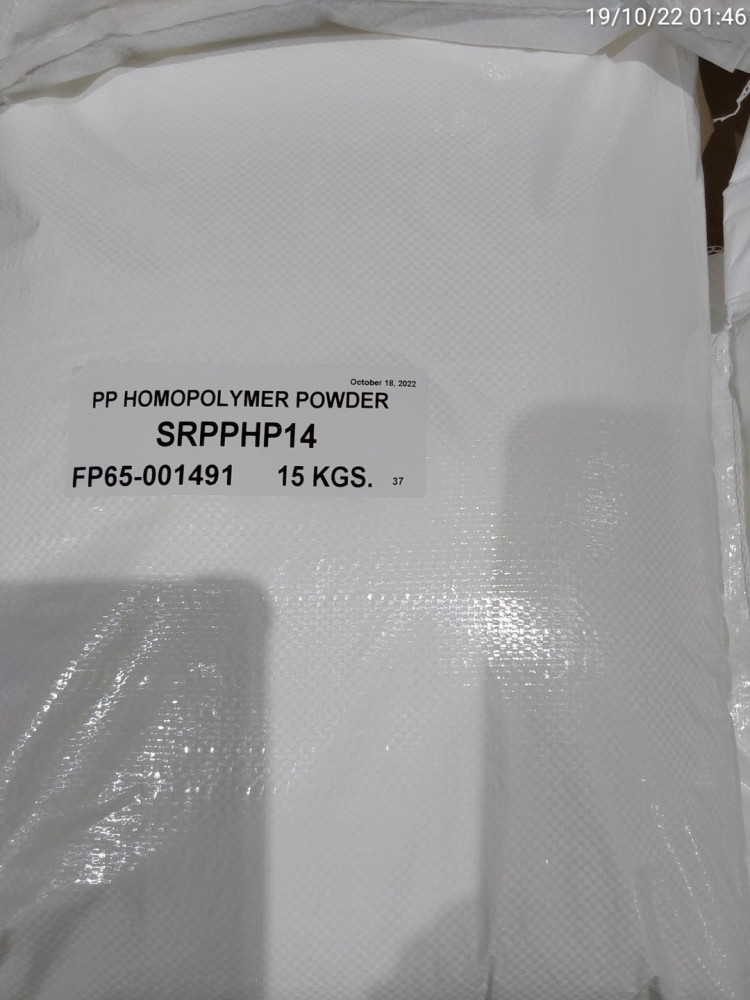 19/10/22 01:46
October 18, 2022
PP HOMOPOLYMER POWDER
SRPPHP14
FP65-001491 15 KGS. 37